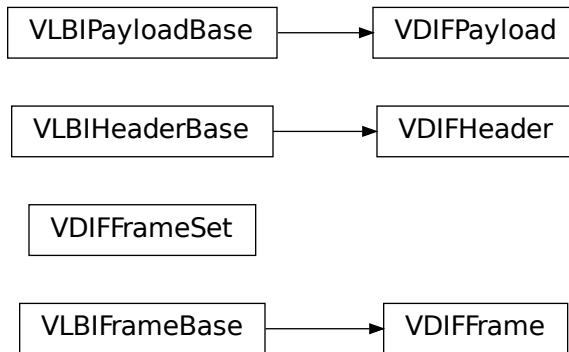 VLBIPayloadBase
VDIFPayload
VLBIHeaderBase
VDIFHeader
VDIFFrameSet
VLBIFrameBase
VDIFFrame